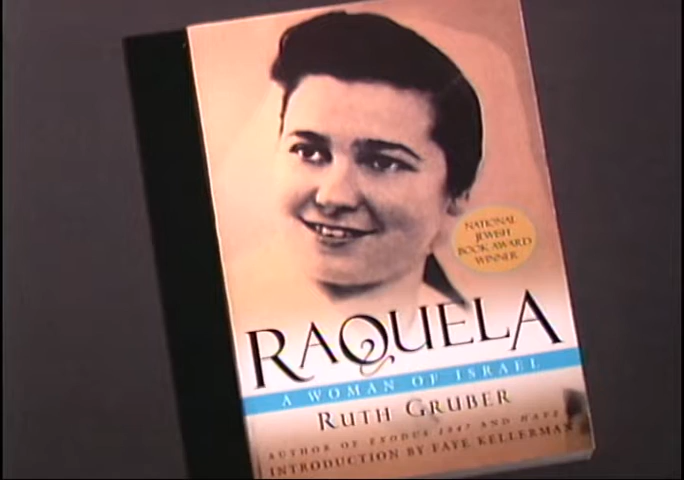 NATIONAL
JEWISH
BOOK AWARD
WINNER
RAQUELA
A WOMAN OF ISRAEL
RUTH GRUBER
AUTHOR OF EXODUS 1947 AND HAVEN
INTRODUCTION BY FAYE KELLERMAN